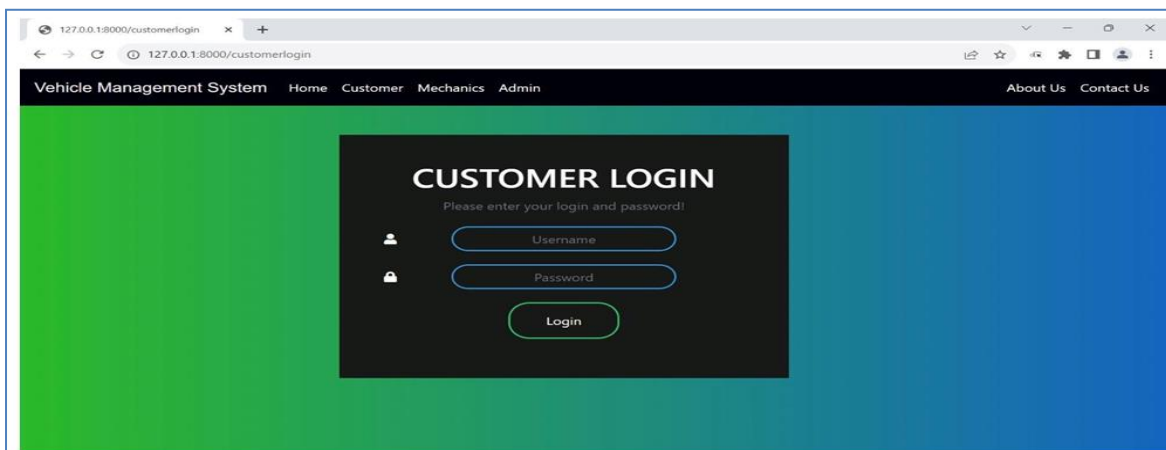 127.0.0.1:8000/customerlogin
127.0.0.1:8000/customerlogin
Vehicle Management System Home Customer Mechanics Admin About Us Contact Us
CUSTOMER LOGIN
Please enter your login and password!
Username
Password
Login